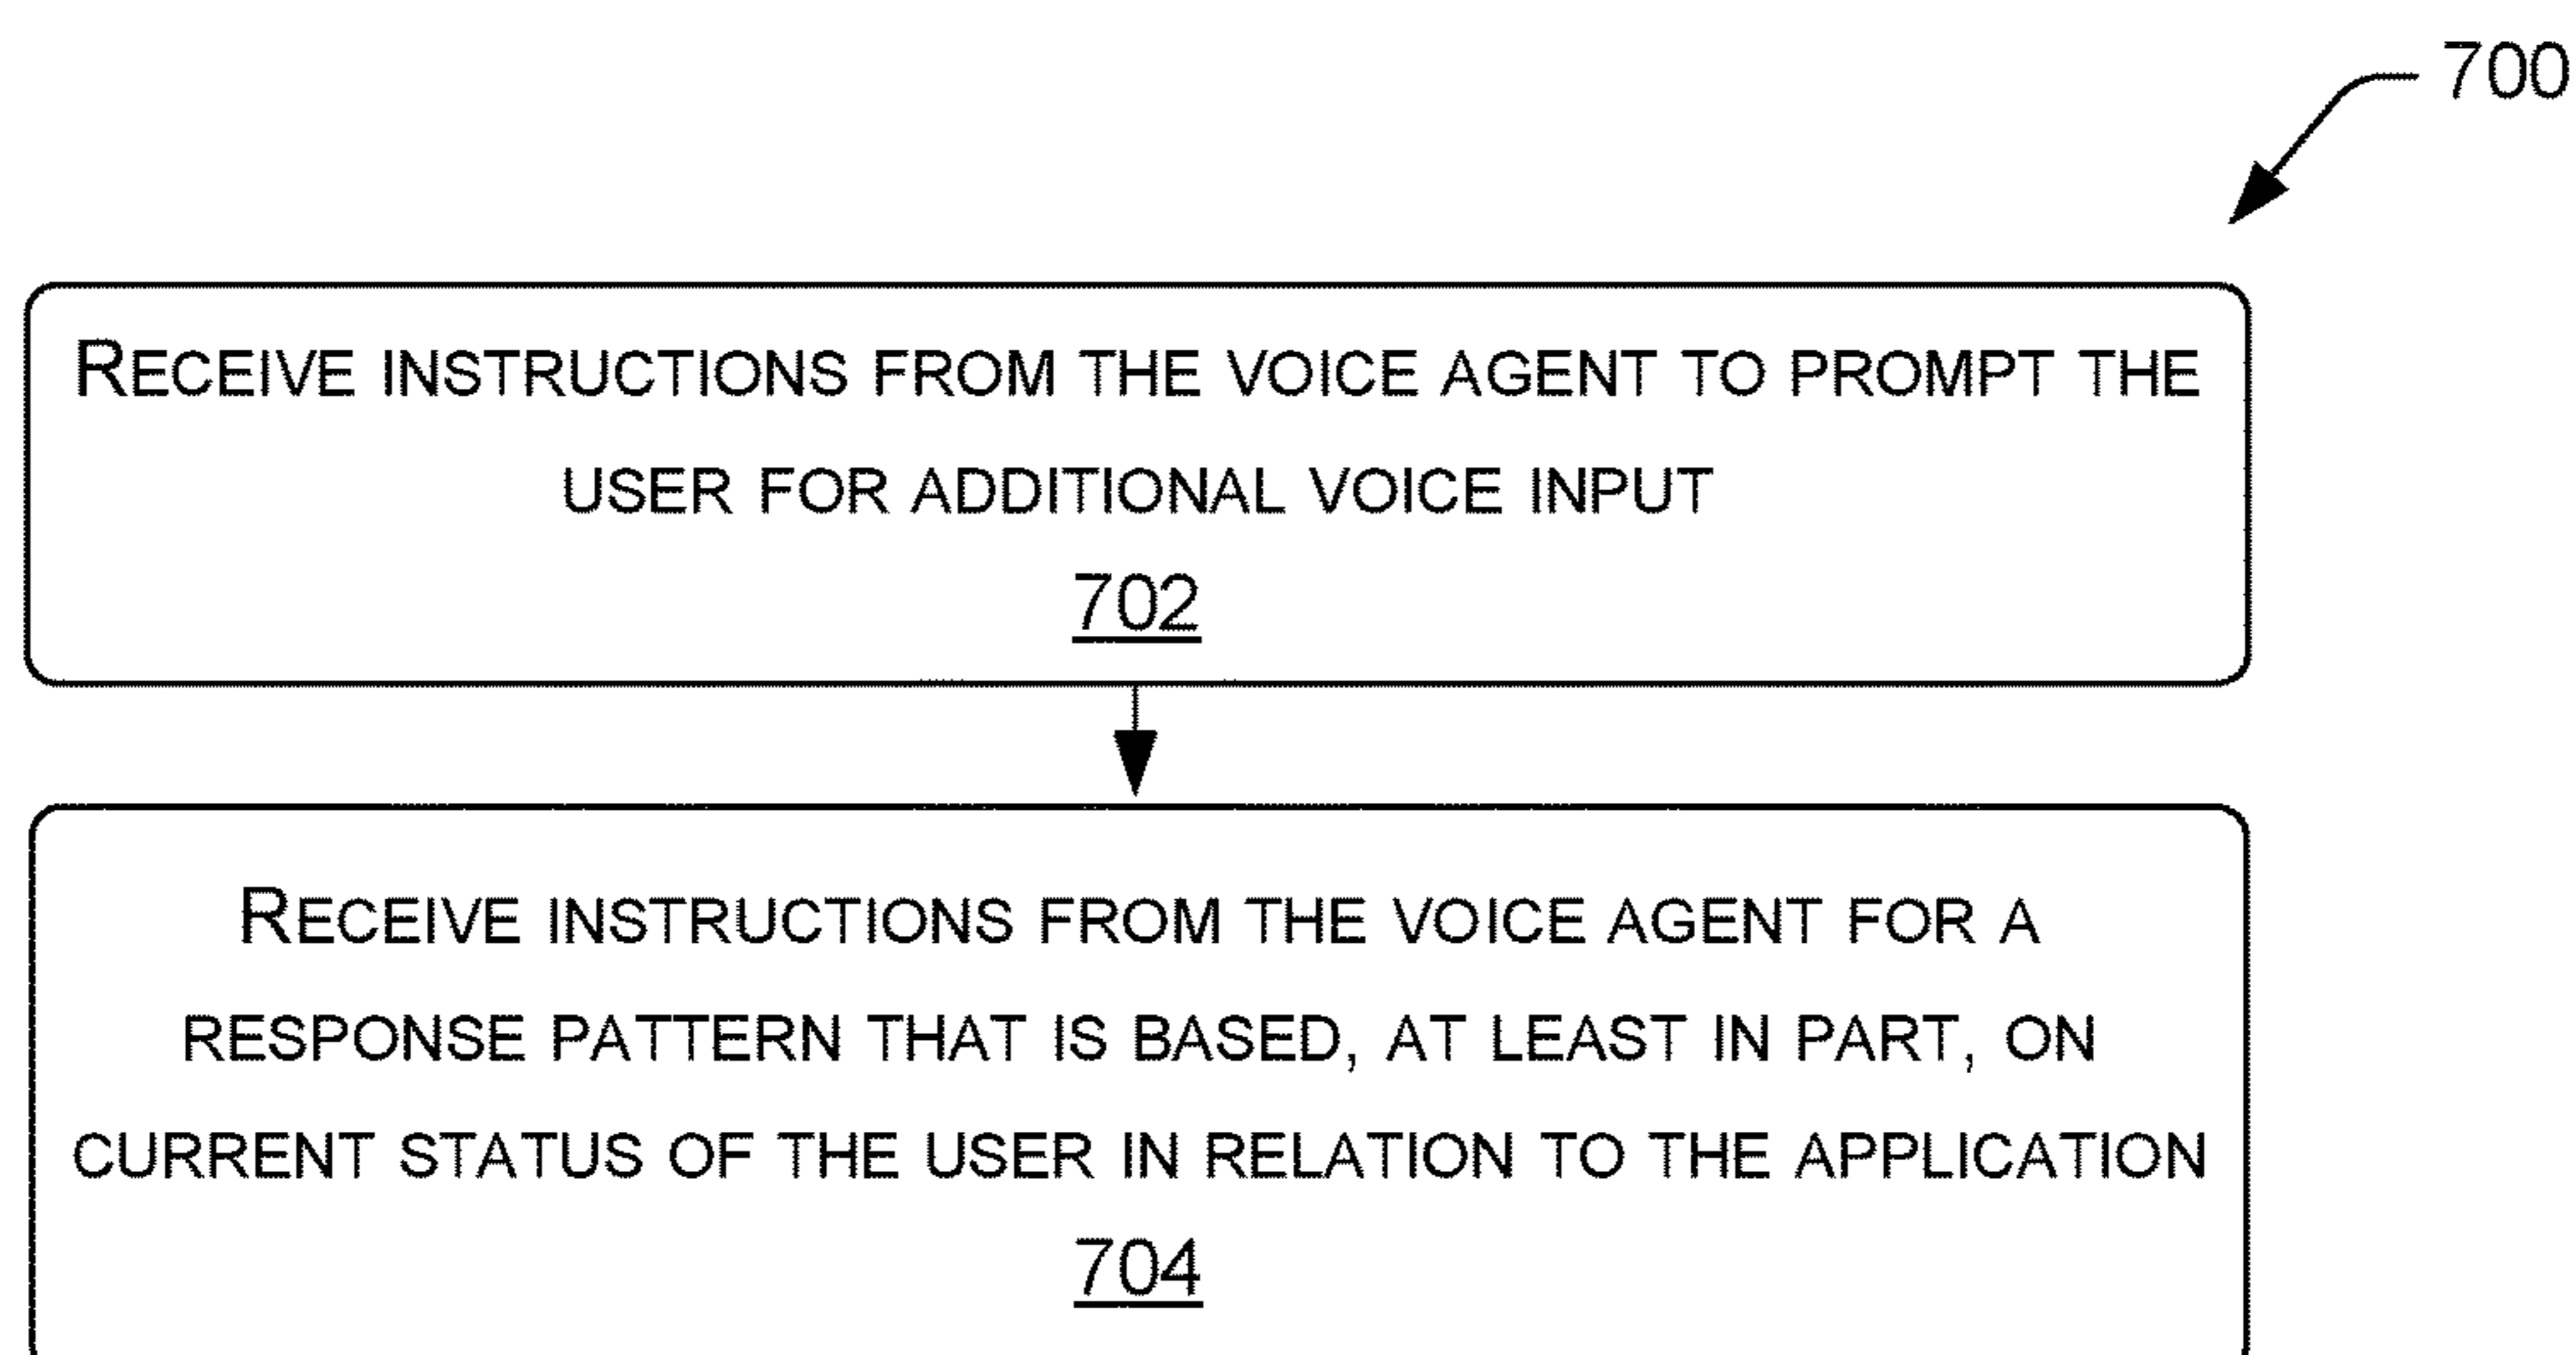 700
RECEIVE INSTRUCTIONS FROM THE VOICE AGENT TO PROMPT THE
USER FOR ADDITIONAL VOICE INPUT
702
RECEIVE INSTRUCTIONS FROM THE VOICE AGENT FOR A
RESPONSE PATTERN THAT IS BASED, AT LEAST IN PART, ON
CURRENT STATUS OF THE USER IN RELATION TO THE APPLICATION
704